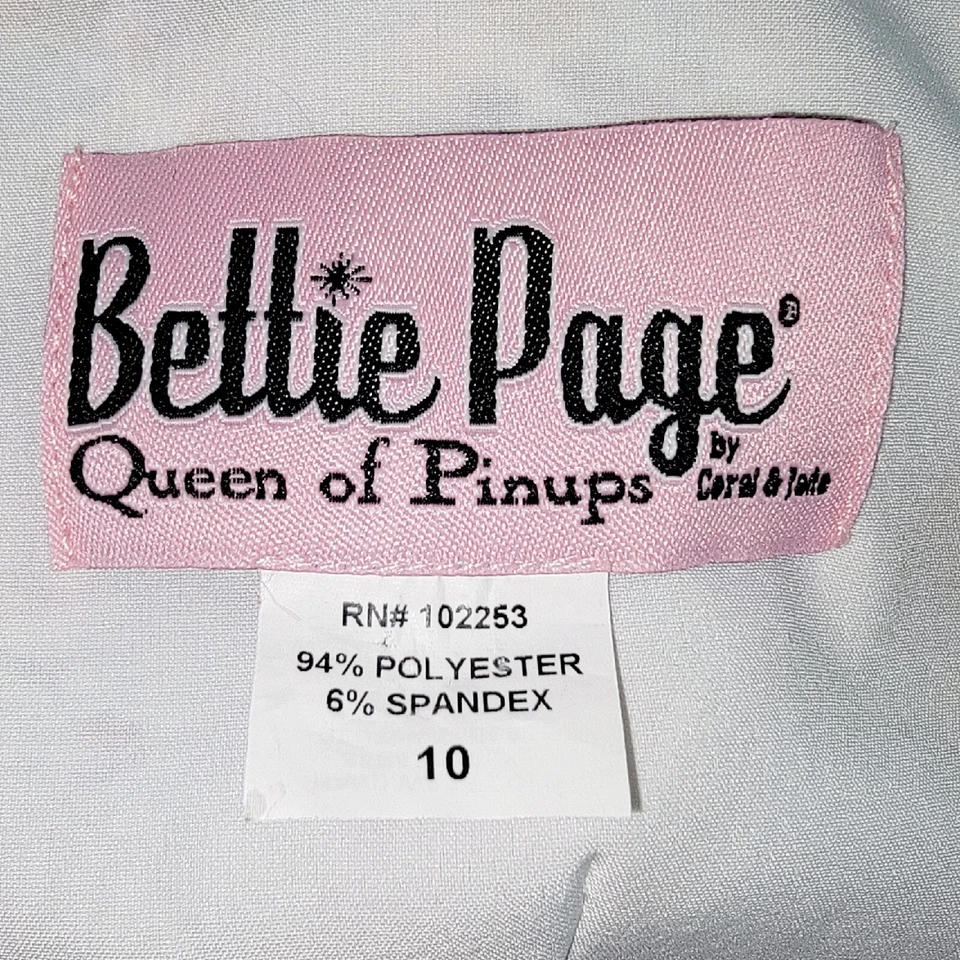 Bettie Page®
Queen of Pinups
by
Coral & Jade
RN# 102253
94% POLYESTER
6% SPANDEX
10